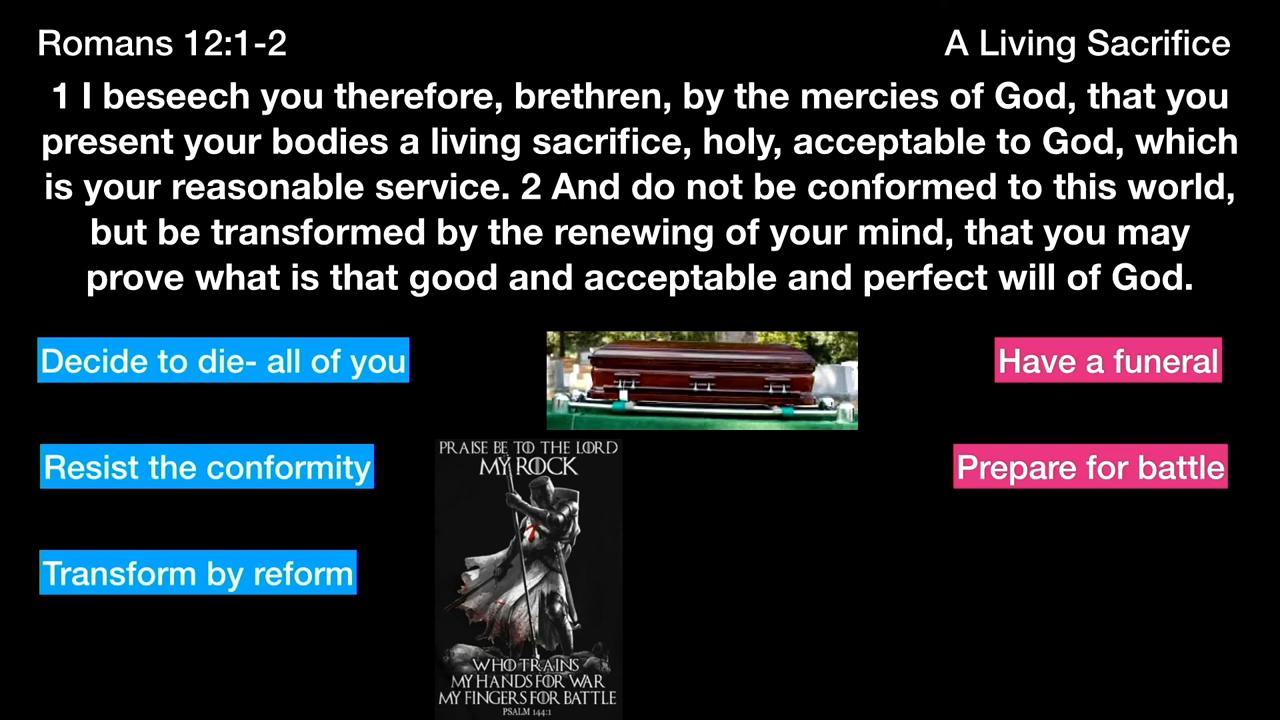 Romans 12:1-2
A Living Sacrifice
1 I beseech you therefore, brethren, by the mercies of God, that you
present your bodies a living sacrifice, holy, acceptable to God, which
is your reasonable service. 2 And do not be conformed to this world,
but be transformed by the renewing of your mind, that you may
prove what is that good and acceptable and perfect will of God.
Decide to die- all of you
Have a funeral
Resist the conformity
Prepare for battle
Transform by reform
PRAISE BE TO THE LORD
MY ROCK
WHO TRAINS
MY HANDS FOR WAR
MY FINGERS FOR BATTLE
PSALM 144:1